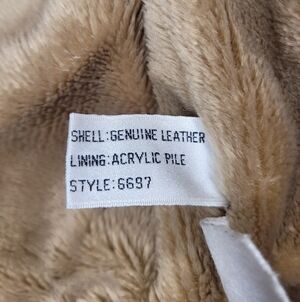 SHELL:GENUINE LEATHER
LINING:ACRYLIC PILE
STYLE:6697